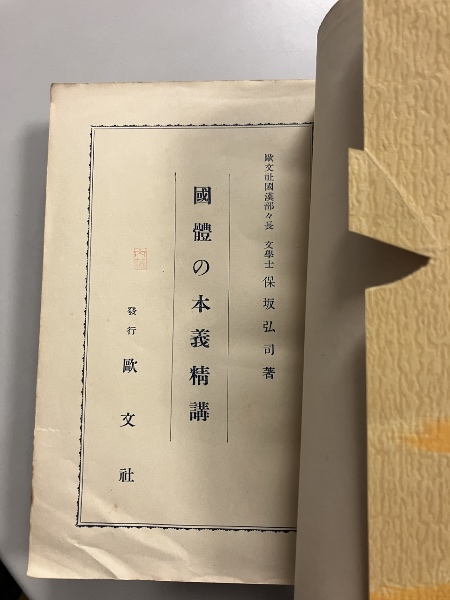 歐文社國漢部々長 文學士 保坂弘司著
國體の本義精講
發行 歐文社